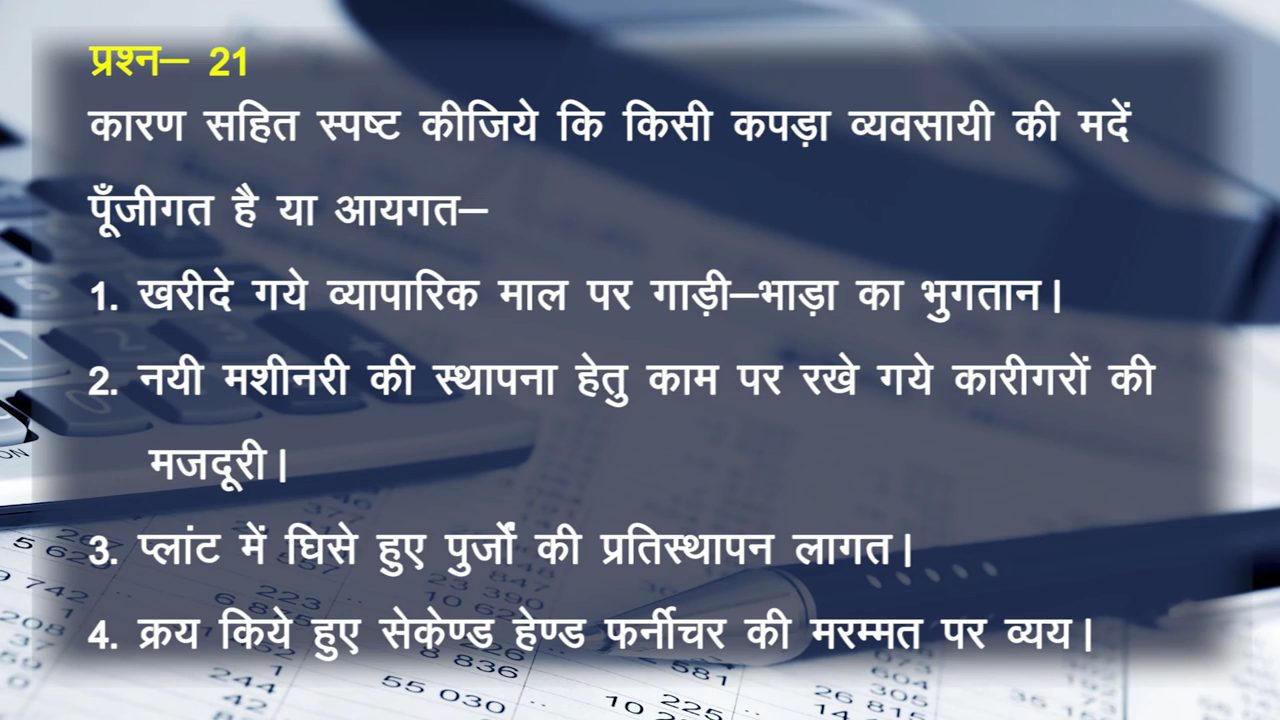 प्रश्न– 21
कारण सहित स्पष्ट कीजिये कि किसी कपड़ा व्यवसायी की मदें
पूँजीगत है या आयगत–
1. खरीदे गये व्यापारिक माल पर गाड़ी–भाड़ा का भुगतान।
2. नयी मशीनरी की स्थापना हेतु काम पर रखे गये कारीगरों की
मजदूरी।
3. प्लांट में घिसे हुए पुर्जों की प्रतिस्थापन लागत।
4. क्रय किये हुए सेकेण्ड हेण्ड फर्नीचर की मरम्मत पर व्यय।